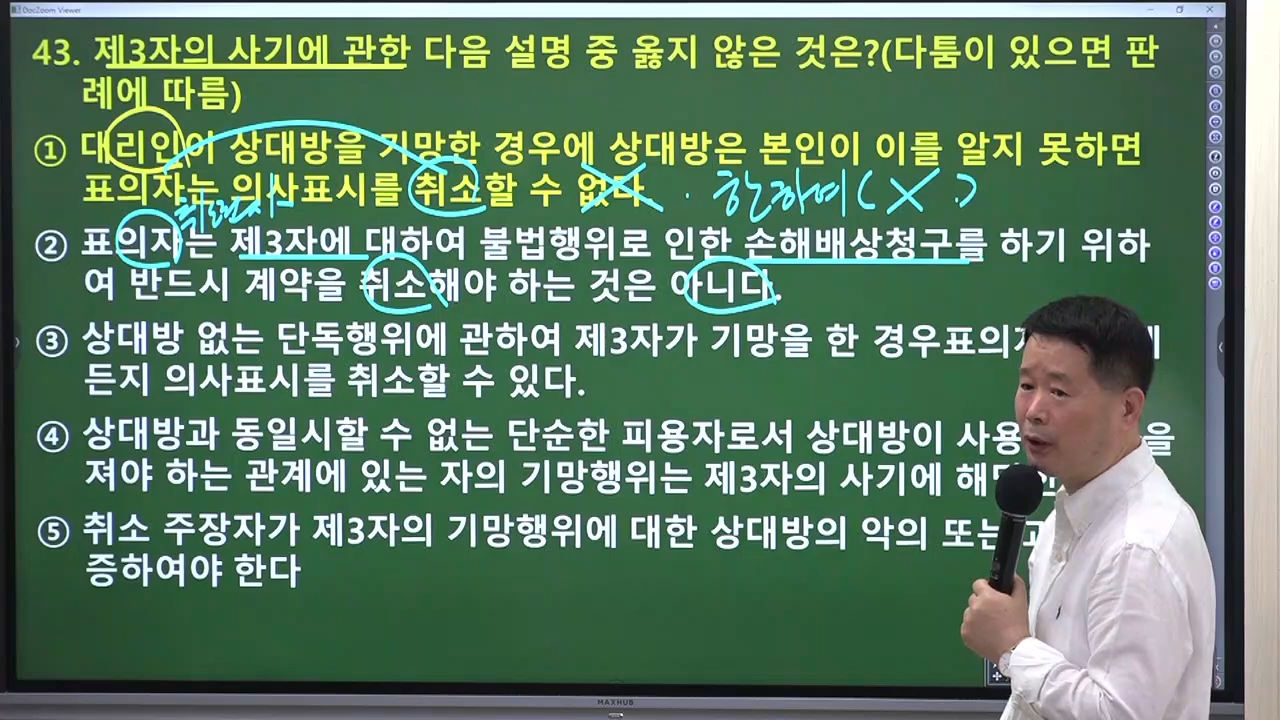 DocZoom Viewer
43. 제3자의 사기에 관한 다음 설명 중 옳지 않은 것은?(다툼이 있으면 판
례에 따름)
① 대리인이 상대방을 기망한 경우에 상대방은 본인이 이를 알지 못하면
표의자는 의사표시를 취소할 수 없다. · 한하여( X )
② 표의자는 제3자에 대하여 불법행위로 인한 손해배상청구를 하기 위하
여 반드시 계약을 취소해야 하는 것은 아니다.
③ 상대방 없는 단독행위에 관하여 제3자가 기망을 한 경우표의
든지 의사표시를 취소할 수 있다.
④ 상대방과 동일시할 수 없는 단순한 피용자로서 상대방이 사용 을
져야 하는 관계에 있는 자의 기망행위는 제3자의 사기에 해
⑤ 취소 주장자가 제3자의 기망행위에 대한 상대방의 악의 또는
증하여야 한다
MAXHUB